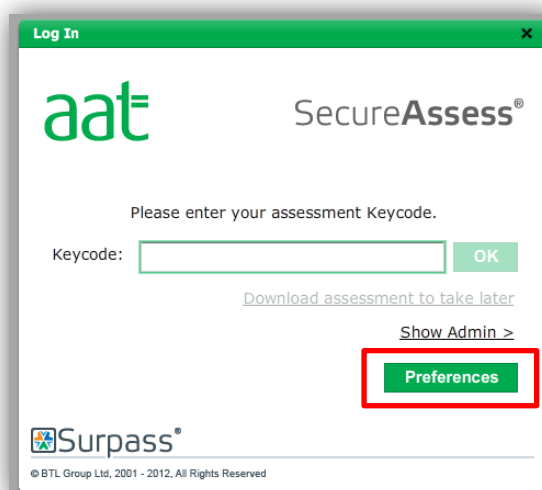 Log In ×
aat
SecureAssess®
Please enter your assessment Keycode.
Keycode: OK
Download assessment to take later
Show Admin >
Preferences
Surpass®
© BTL Group Ltd, 2001 - 2012, All Rights Reserved